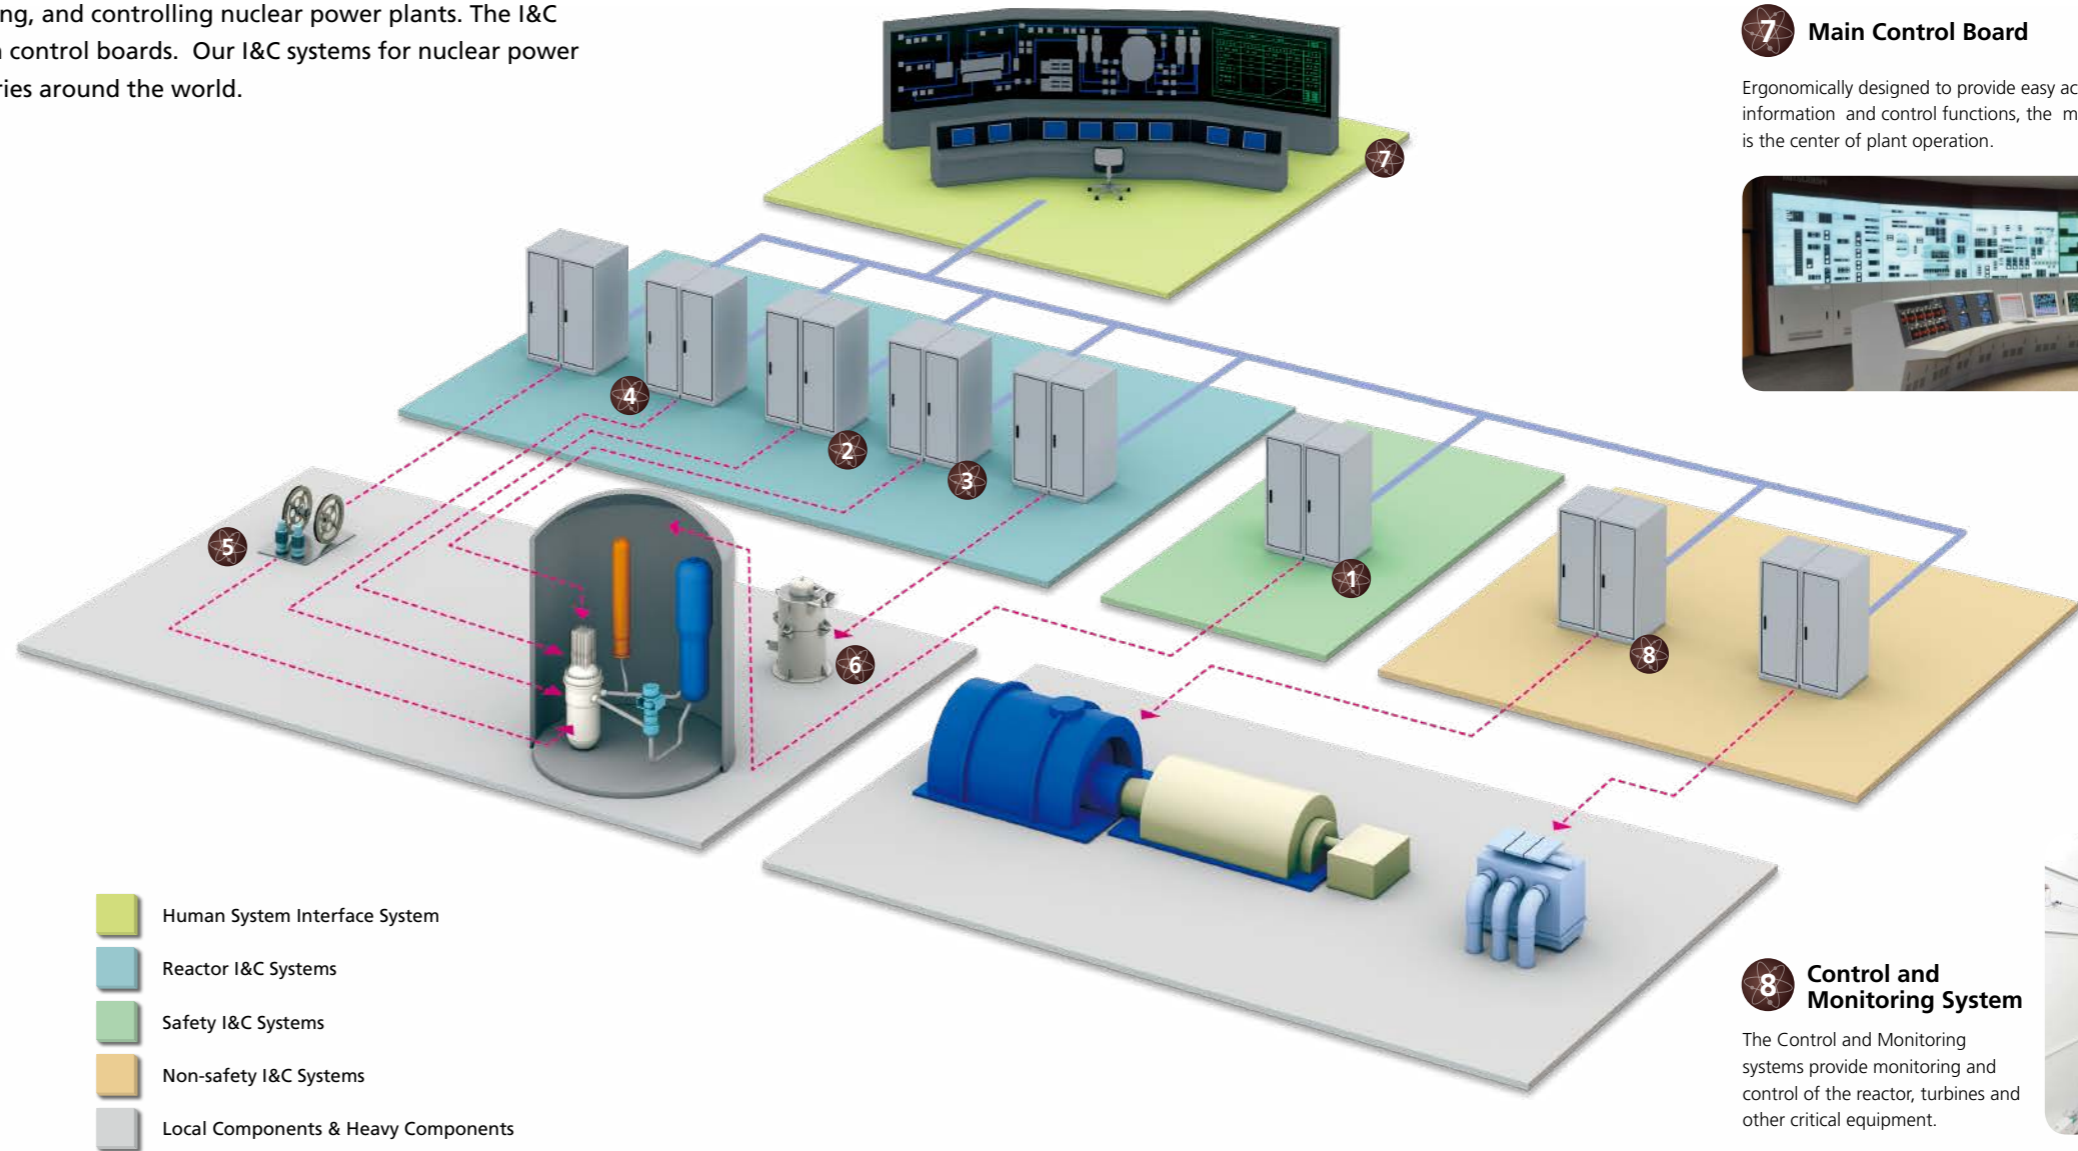 and controlling nuclear power plants. The I&C
control boards. Our I&C systems for nuclear power
around the world.
7
Main Control Board
Ergonomically designed to provide easy
information and control functions, the
is the center of plant operation.
7
4
2
3
5
1
6
8
Human System Interface System
Reactor I&C Systems
Safety I&C Systems
Non-safety I&C Systems
Local Components & Heavy Components
8
Control and
Monitoring System
The Control and Monitoring
systems provide monitoring and
control of the reactor, turbines and
other critical equipment.